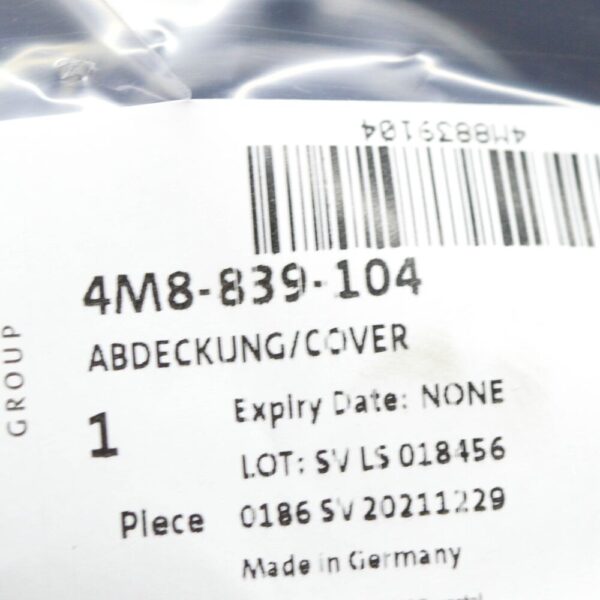 4M8839104
4M8-839-104
ABDECKUNG/COVER
GROUP
1
Expiry Date: NONE
LOT: SV LS 018456
Piece
0186 SV 20211229
Made in Germany